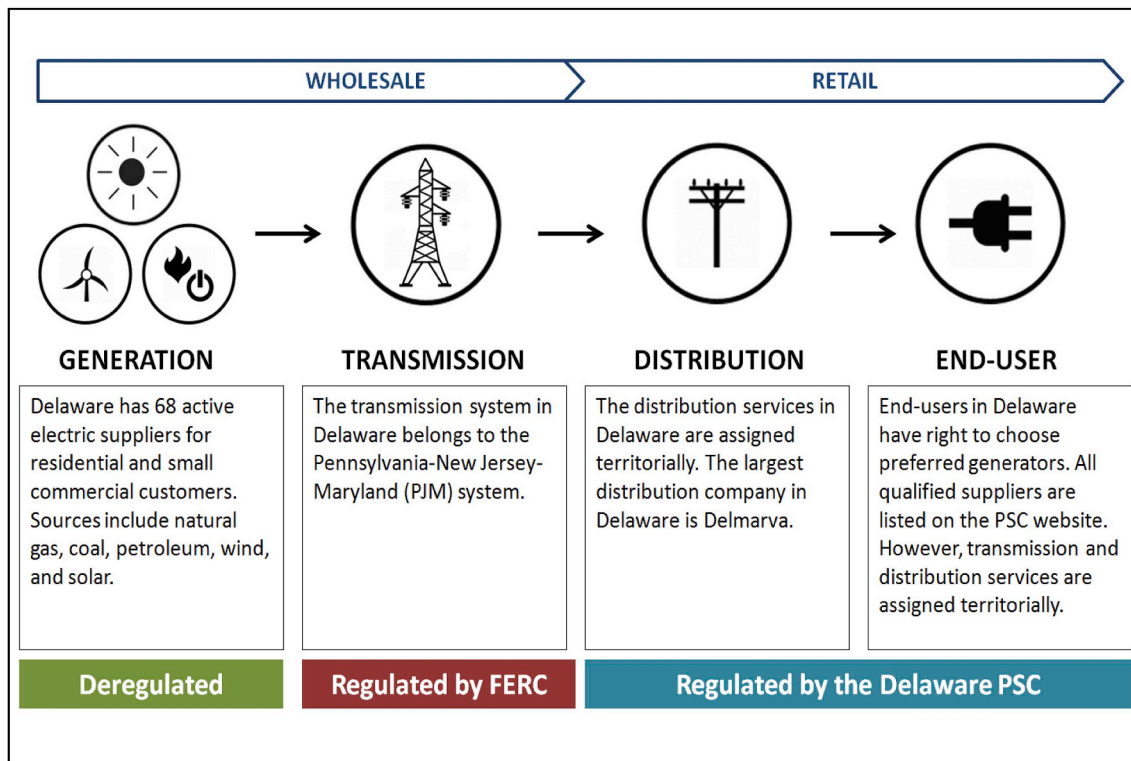 WHOLESALE
RETAIL
GENERATION
Delaware has 68 active
electric suppliers for
residential and small
commercial customers.
Sources include natural
gas, coal, petroleum, wind,
and solar.
Deregulated
TRANSMISSION
The transmission system in
Delaware belongs to the
Pennsylvania-New Jersey-
Maryland (PJM) system.
Regulated by FERC
DISTRIBUTION
The distribution services in
Delaware are assigned
territorially. The largest
distribution company in
Delaware is Delmarva.
END-USER
End-users in Delaware
have right to choose
preferred generators. All
qualified suppliers are
listed on the PSC website.
However, transmission and
distribution services are
assigned territorially.
Regulated by the Delaware PSC